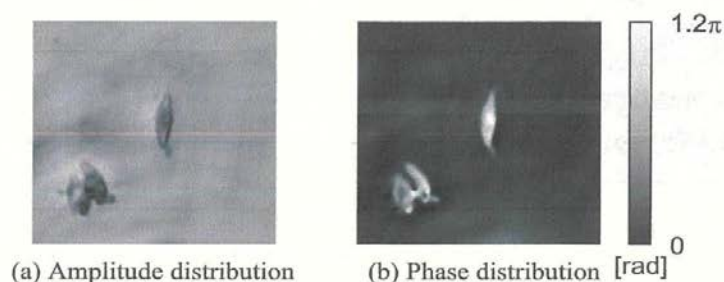 1.2π
0
[rad]
(a) Amplitude distribution
(b) Phase distribution